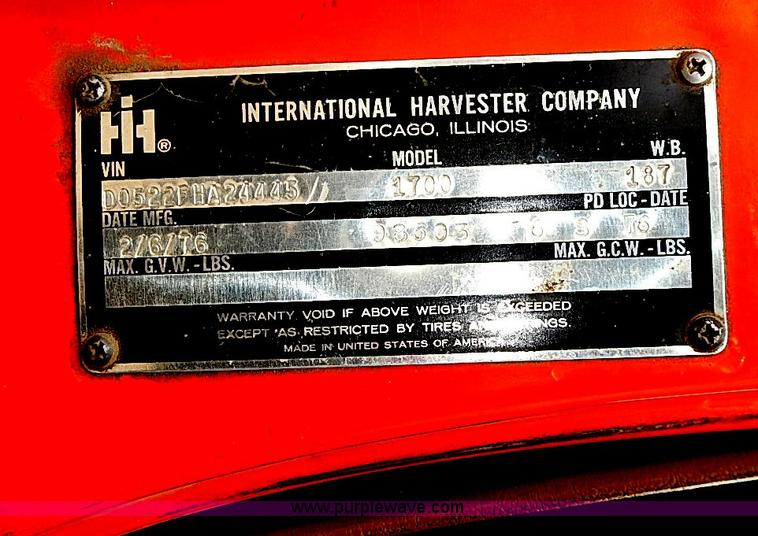 IH ®
INTERNATIONAL HARVESTER COMPANY
CHICAGO, ILLINOIS
VIN MODEL W.B.
D0522FHA24445/ 1700 187
DATE MFG. PD LOC - DATE
2/6/76
MAX. G.V.W. - LBS. MAX. G.C.W. - LBS.
WARRANTY VOID IF ABOVE WEIGHT IS EXCEEDED
EXCEPT AS RESTRICTED BY TIRES
MADE IN UNITED STATES OF AMERICA
www.purplewave.com